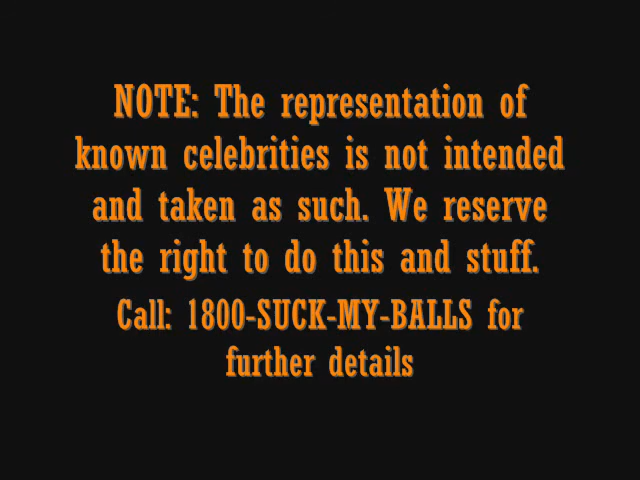 NOTE: The representation of
known celebrities is not intended
and taken as such. We reserve
the right to do this and stuff.
Call: 1800-SUCK-MY-BALLS for
further details